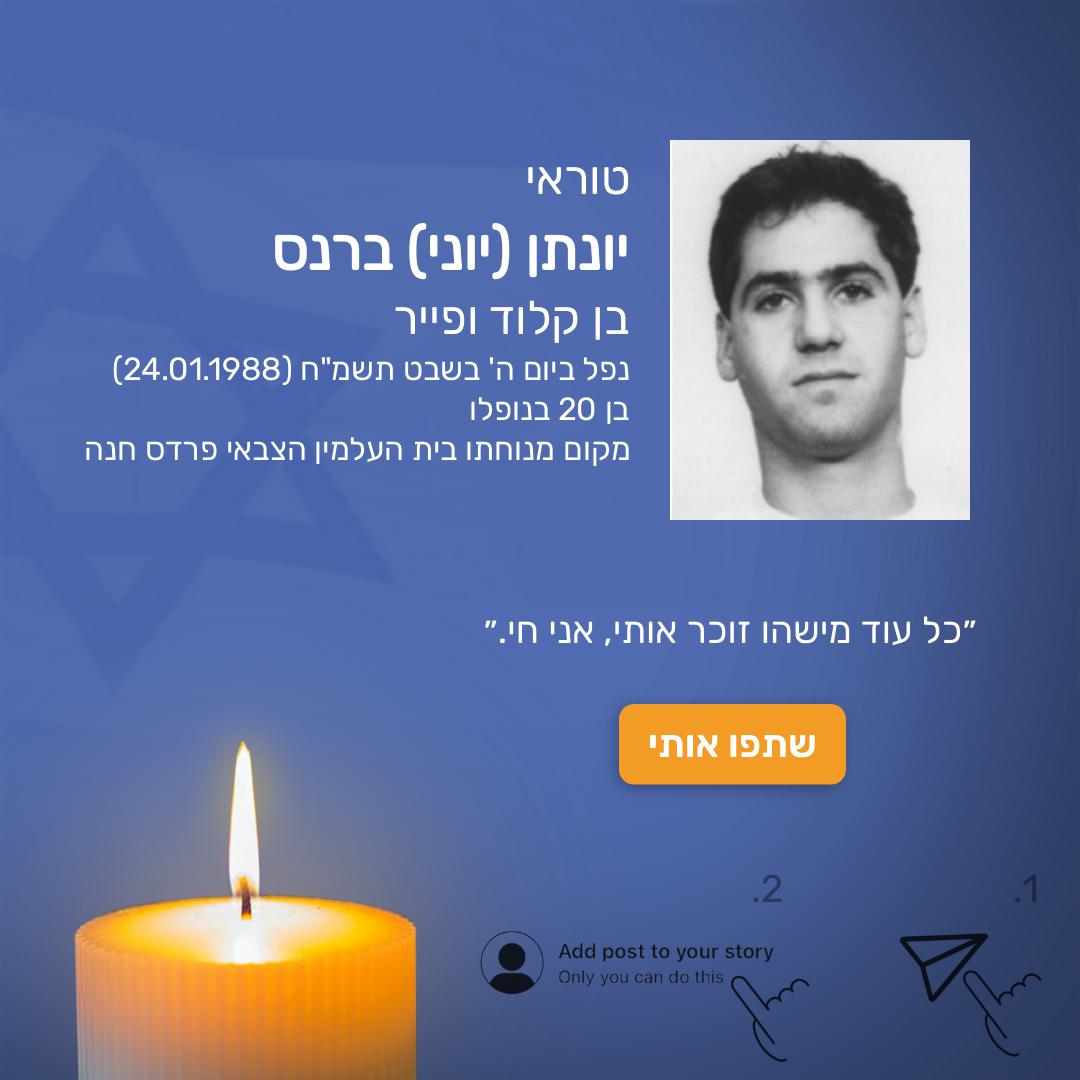 טוראי
יונתן (יוני) ברנס
בן קלוד ופייר
נפל ביום ה' בשבט תשמ"ח (24.01.1988)
בן 20 בנופלו
מקום מנוחתו בית העלמין הצבאי פרדס חנה
״כל עוד מישהו זוכר אותי, אני חי.״
שתפו אותי
1.
2.
Add post to your story
Only you can do this